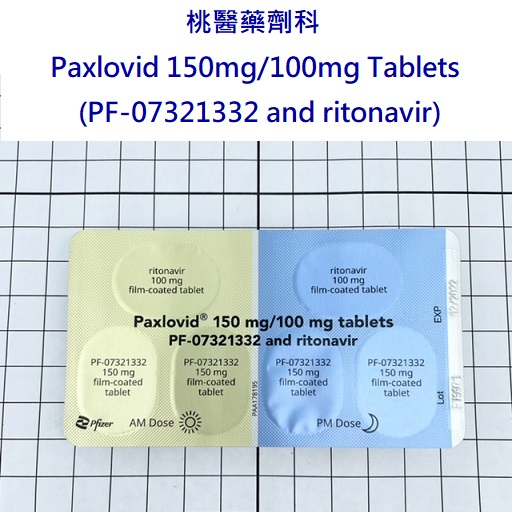 桃醫藥劑科
Paxlovid 150mg/100mg Tablets
(PF-07321332 and ritonavir)
ritonavir
100 mg
film-coated tablet
ritonavir
100 mg
film-coated tablet
Paxlovid® 150 mg/100 mg tablets
PF-07321332 and ritonavir
PF-07321332
150 mg
film-coated
tablet
PF-07321332
150 mg
film-coated
tablet
PF-07321332
150 mg
film-coated
tablet
PF-07321332
150 mg
film-coated
tablet
Pfizer
AM Dose
PAA178195
PM Dose
EXP
12/2022
Lot